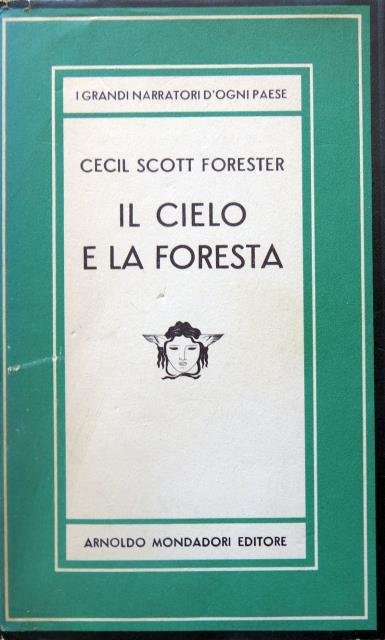 I GRANDI NARRATORI D'OGNI PAESE
CECIL SCOTT FORESTER
IL CIELO
E LA FORESTA
ARNOLDO MONDADORI EDITORE